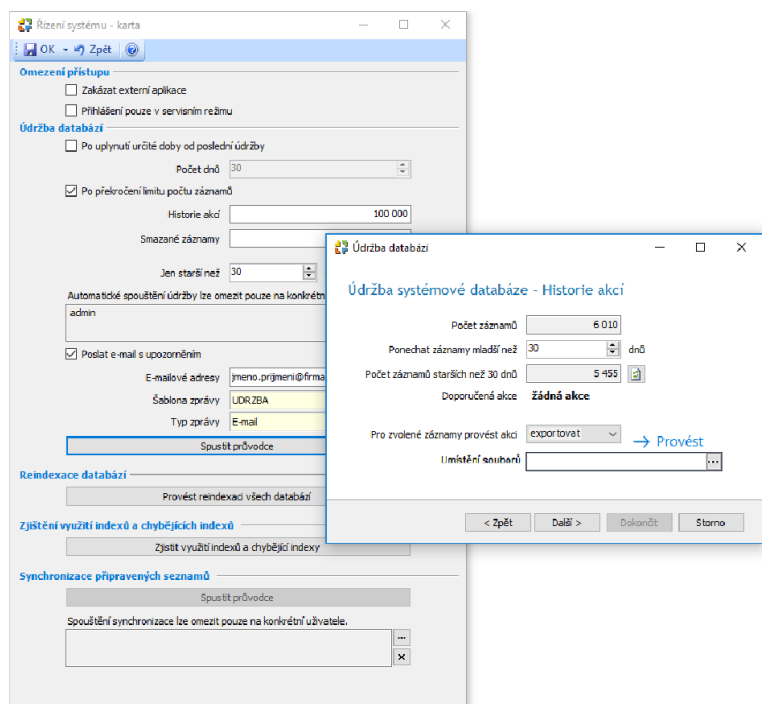 Řízení systému - karta
OK Zpět
Omezení přístupu
Zakázat externí aplikace
Přihlášení pouze v servisním režimu
Údržba databází
Po uplynutí určité doby od poslední údržby
Počet dnů 30
Po překročení limitu počtu záznamů
Historie akcí 100 000
Smazané záznamy
Jen starší než 30
Automatické spouštění údržby lze omezit pouze na konkrétní
admin
Poslat e-mail s upozorněním
E-mailové adresy jmeno.prijmeni@firma
Šablona zprávy UDRZBA
Typ zprávy E-mail
Spustit průvodce
Reindexace databází
Provést reindexaci všech databází
Zjištění využití indexů a chybějících indexů
Zjistit využití indexů a chybějící indexy
Synchronizace připravených seznamů
Spustit průvodce
Spouštění synchronizace lze omezit pouze na konkrétní uživatele.
...
Údržba databází
Údržba systémové databáze - Historie akcí
Počet záznamů 6 010
Ponechat záznamy mladší než 30 dnů
Počet záznamů starších než 30 dnů 5 455
Doporučená akce žádná akce
Pro zvolené záznamy provést akci exportovat → Provést
Umístění souborů ...
< Zpět Další > Dokončit Storno